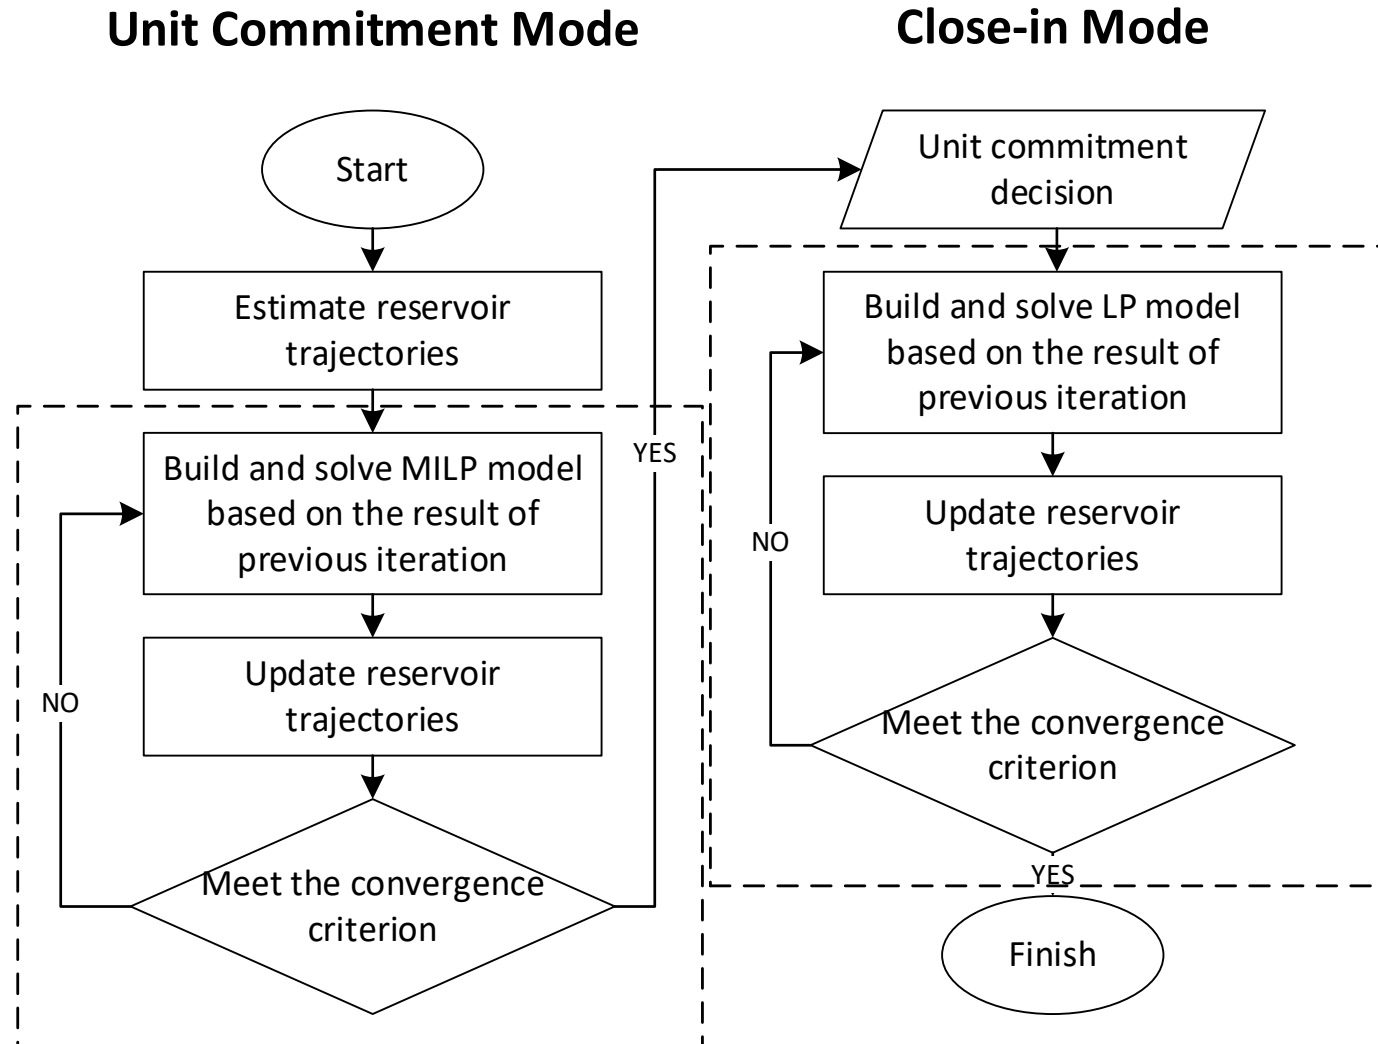 Unit Commitment Mode
Start
Estimate reservoir
trajectories
Build and solve MILP model
based on the result of
previous iteration
Update reservoir
trajectories
NO
Meet the convergence
criterion
YES
Close-in Mode
Unit commitment
decision
Build and solve LP model
based on the result of
previous iteration
Update reservoir
trajectories
NO
Meet the convergence
criterion
YES
Finish